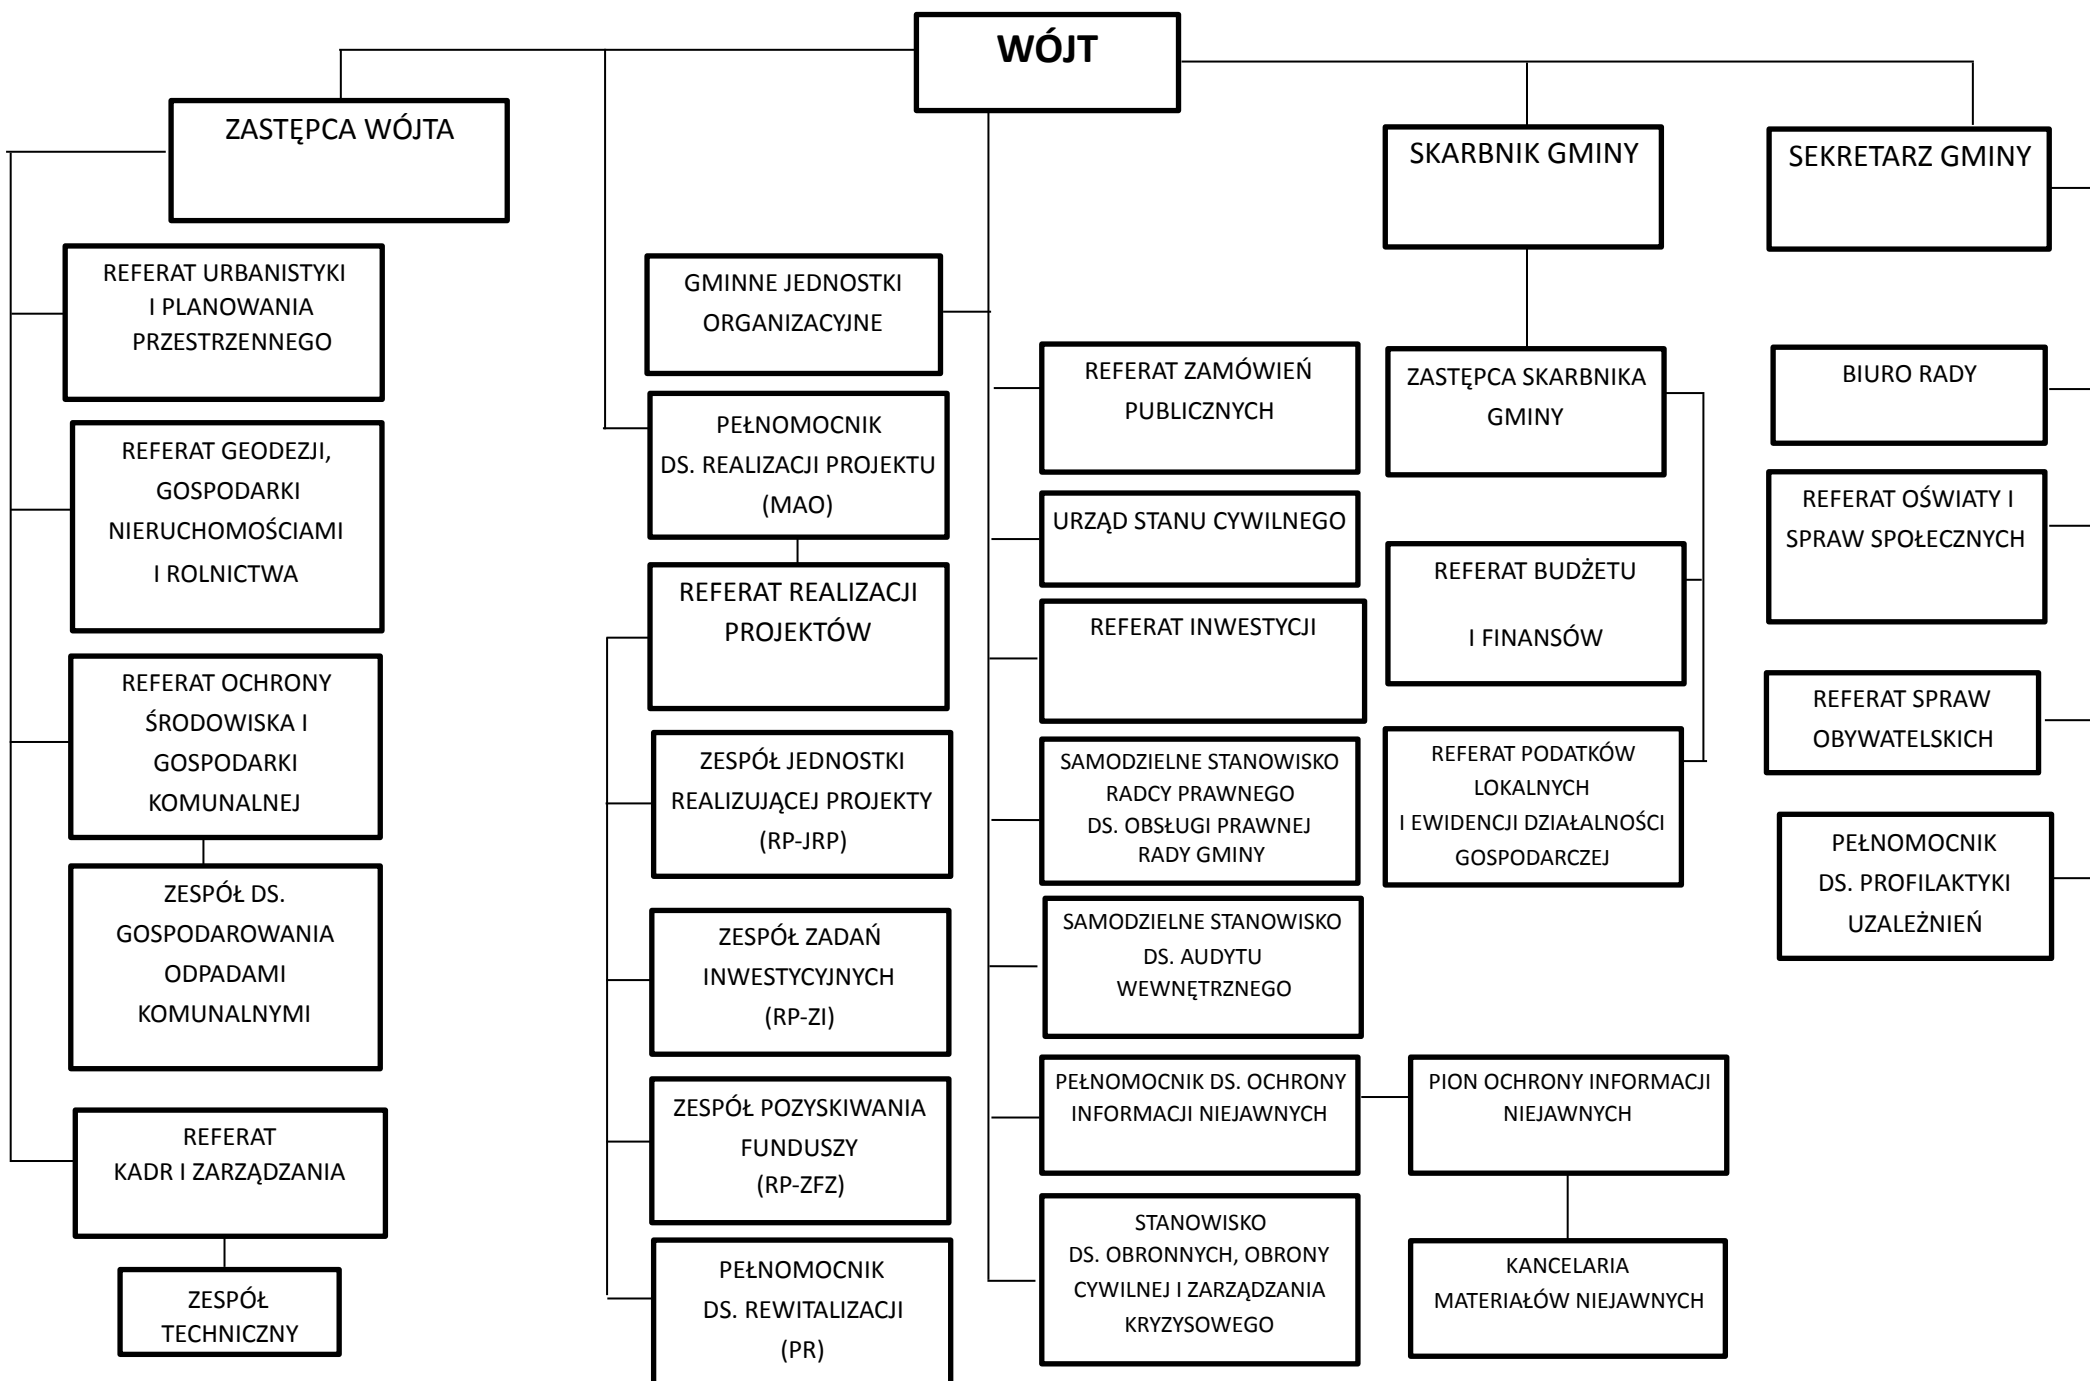 WÓJT
ZASTĘPCA WÓJTA
SKARBNIK GMINY
SEKRETARZ GMINY
REFERAT URBANISTYKI
I PLANOWANIA
PRZESTRZENNEGO
REFERAT GEODEZJI,
GOSPODARKI
NIERUCHOMOŚCIAMI
I ROLNICTWA
REFERAT OCHRONY
ŚRODOWISKA I
GOSPODARKI
KOMUNALNEJ
ZESPÓŁ DS.
GOSPODAROWANIA
ODPADAMI
KOMUNALNYMI
REFERAT
KADR I ZARZĄDZANIA
ZESPÓŁ
TECHNICZNY
GMINNE JEDNOSTKI
ORGANIZACYJNE
PEŁNOMOCNIK
DS. REALIZACJI PROJEKTU
(MAO)
REFERAT REALIZACJI
PROJEKTÓW
ZESPÓŁ JEDNOSTKI
REALIZUJĄCEJ PROJEKTY
(RP-JRP)
ZESPÓŁ ZADAŃ
INWESTYCYJNYCH
(RP-ZI)
ZESPÓŁ POZYSKIWANIA
FUNDUSZY
(RP-ZFZ)
PEŁNOMOCNIK
DS. REWITALIZACJI
(PR)
REFERAT ZAMÓWIEŃ
PUBLICZNYCH
URZĄD STANU CYWILNEGO
REFERAT INWESTYCJI
SAMODZIELNE STANOWISKO
RADCY PRAWNEGO
DS. OBSŁUGI PRAWNEJ
RADY GMINY
SAMODZIELNE STANOWISKO
DS. AUDYTU
WEWNĘTRZNEGO
PEŁNOMOCNIK DS. OCHRONY
INFORMACJI NIEJAWNYCH
STANOWISKO
DS. OBRONNYCH, OBRONY
CYWILNEJ I ZARZĄDZANIA
KRYZYSOWEGO
ZASTĘPCA SKARBNIKA
GMINY
REFERAT BUDŻETU
I FINANSÓW
REFERAT PODATKÓW
LOKALNYCH
I EWIDENCJI DZIAŁALNOŚCI
GOSPODARCZEJ
PION OCHRONY INFORMACJI
NIEJAWNYCH
KANCELARIA
MATERIAŁÓW NIEJAWNYCH
BIURO RADY
REFERAT OŚWIATY I
SPRAW SPOŁECZNYCH
REFERAT SPRAW
OBYWATELSKICH
PEŁNOMOCNIK
DS. PROFILAKTYKI
UZALEŻNIEŃ